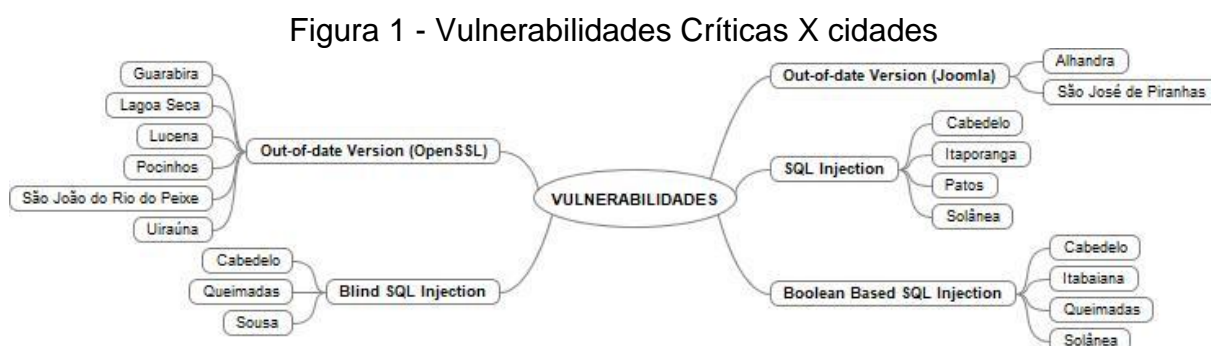 Figura 1 - Vulnerabilidades Críticas X cidades
Guarabira
Lagoa Seca
Lucena
Pocinhos
São João do Rio do Peixe
Uiraúna
Out-of-date Version (OpenSSL)
Cabedelo
Queimadas
Sousa
Blind SQL Injection
VULNERABILIDADES
Out-of-date Version (Joomla)
Alhandra
São José de Piranhas
SQL Injection
Cabedelo
Itaporanga
Patos
Solânea
Boolean Based SQL Injection
Cabedelo
Itabaiana
Queimadas
Solânea